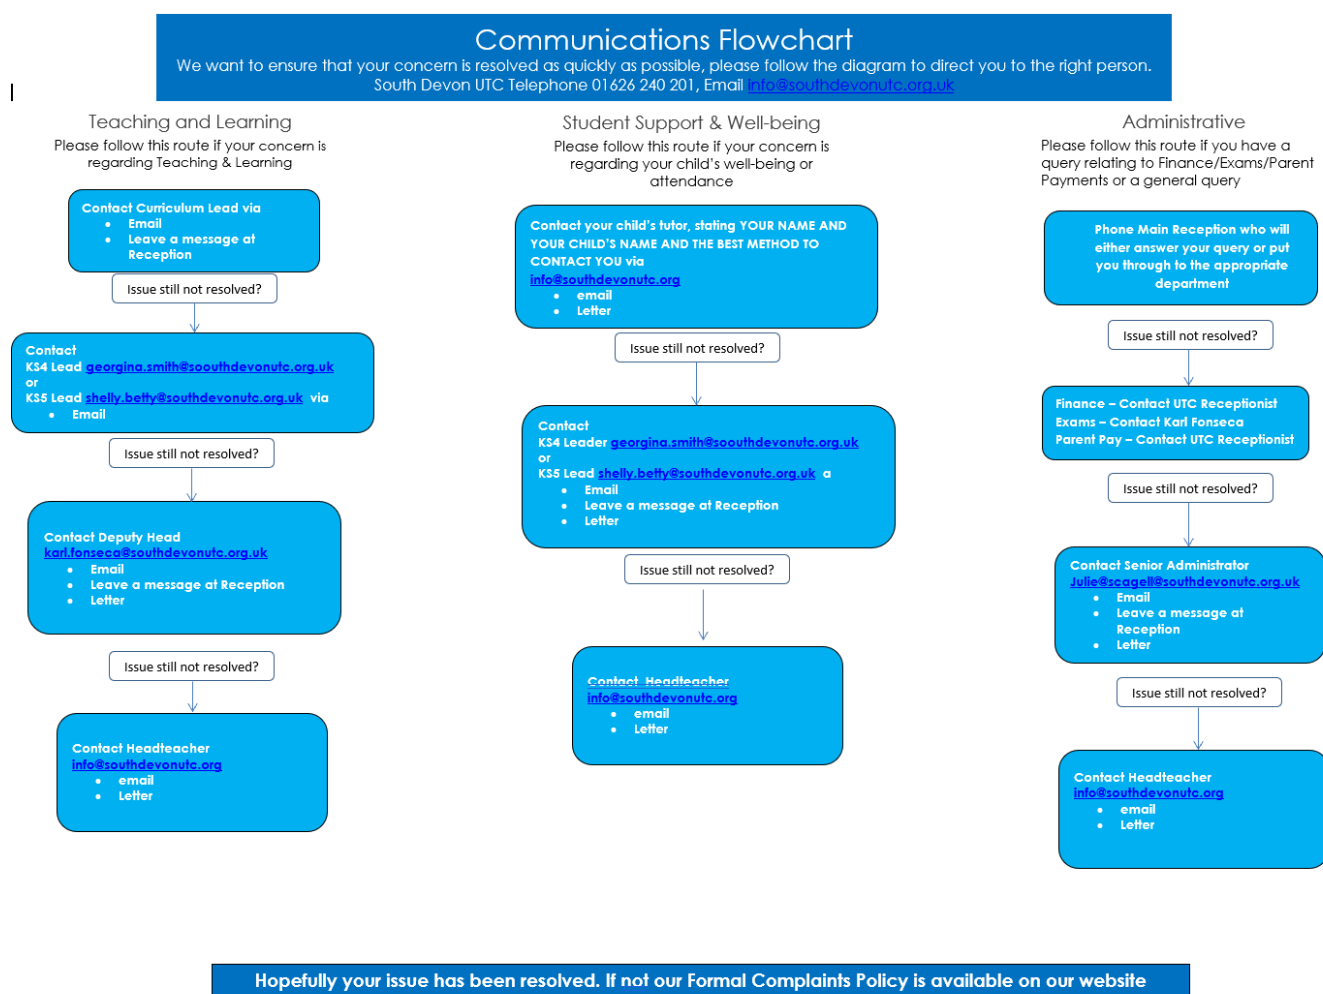 Communications Flowchart
We want to ensure that your concern is resolved as quickly as possible, please follow the diagram to direct you to the right person.
South Devon UTC Telephone 01626 240 201, Email info@southdevonutc.org.uk
Teaching and Learning
Please follow this route if your concern is
regarding Teaching & Learning
Contact Curriculum Lead via
• Email
• Leave a message at
Reception
Issue still not resolved?
Contact
KS4 Lead georgina.smith@soouthdevonutc.org.uk
or
KS5 Lead shelly.betty@southdevonutc.org.uk via
• Email
Issue still not resolved?
Contact Deputy Head
karl.fonseca@southdevonutc.org.uk
• Email
• Leave a message at Reception
• Letter
Issue still not resolved?
Contact Headteacher
info@southdevonutc.org
• email
• Letter
Student Support & Well-being
Please follow this route if your concern is
regarding your child's well-being or
attendance
Contact your child's tutor, stating YOUR NAME AND
YOUR CHILD'S NAME AND THE BEST METHOD TO
CONTACT YOU via
info@southdevonutc.org
• email
• Letter
Issue still not resolved?
Contact
KS4 Leader georgina.smith@soouthdevonutc.org.uk
or
KS5 Lead shelly.betty@southdevonutc.org.uk a
• Email
• Leave a message at Reception
• Letter
Issue still not resolved?
Contact Headteacher
info@southdevonutc.org
• email
• Letter
Administrative
Please follow this route if you have a
query relating to Finance/Exams/Parent
Payments or a general query
Phone Main Reception who will
either answer your query or put
you through to the appropriate
department
Issue still not resolved?
Finance – Contact UTC Receptionist
Exams – Contact Karl Fonseca
Parent Pay – Contact UTC Receptionist
Issue still not resolved?
Contact Senior Administrator
Julie@scagell@southdevonutc.org.uk
• Email
• Leave a message at
Reception
• Letter
Issue still not resolved?
Contact Headteacher
info@southdevonutc.org
• email
• Letter
Hopefully your issue has been resolved. If not our Formal Complaints Policy is available on our website